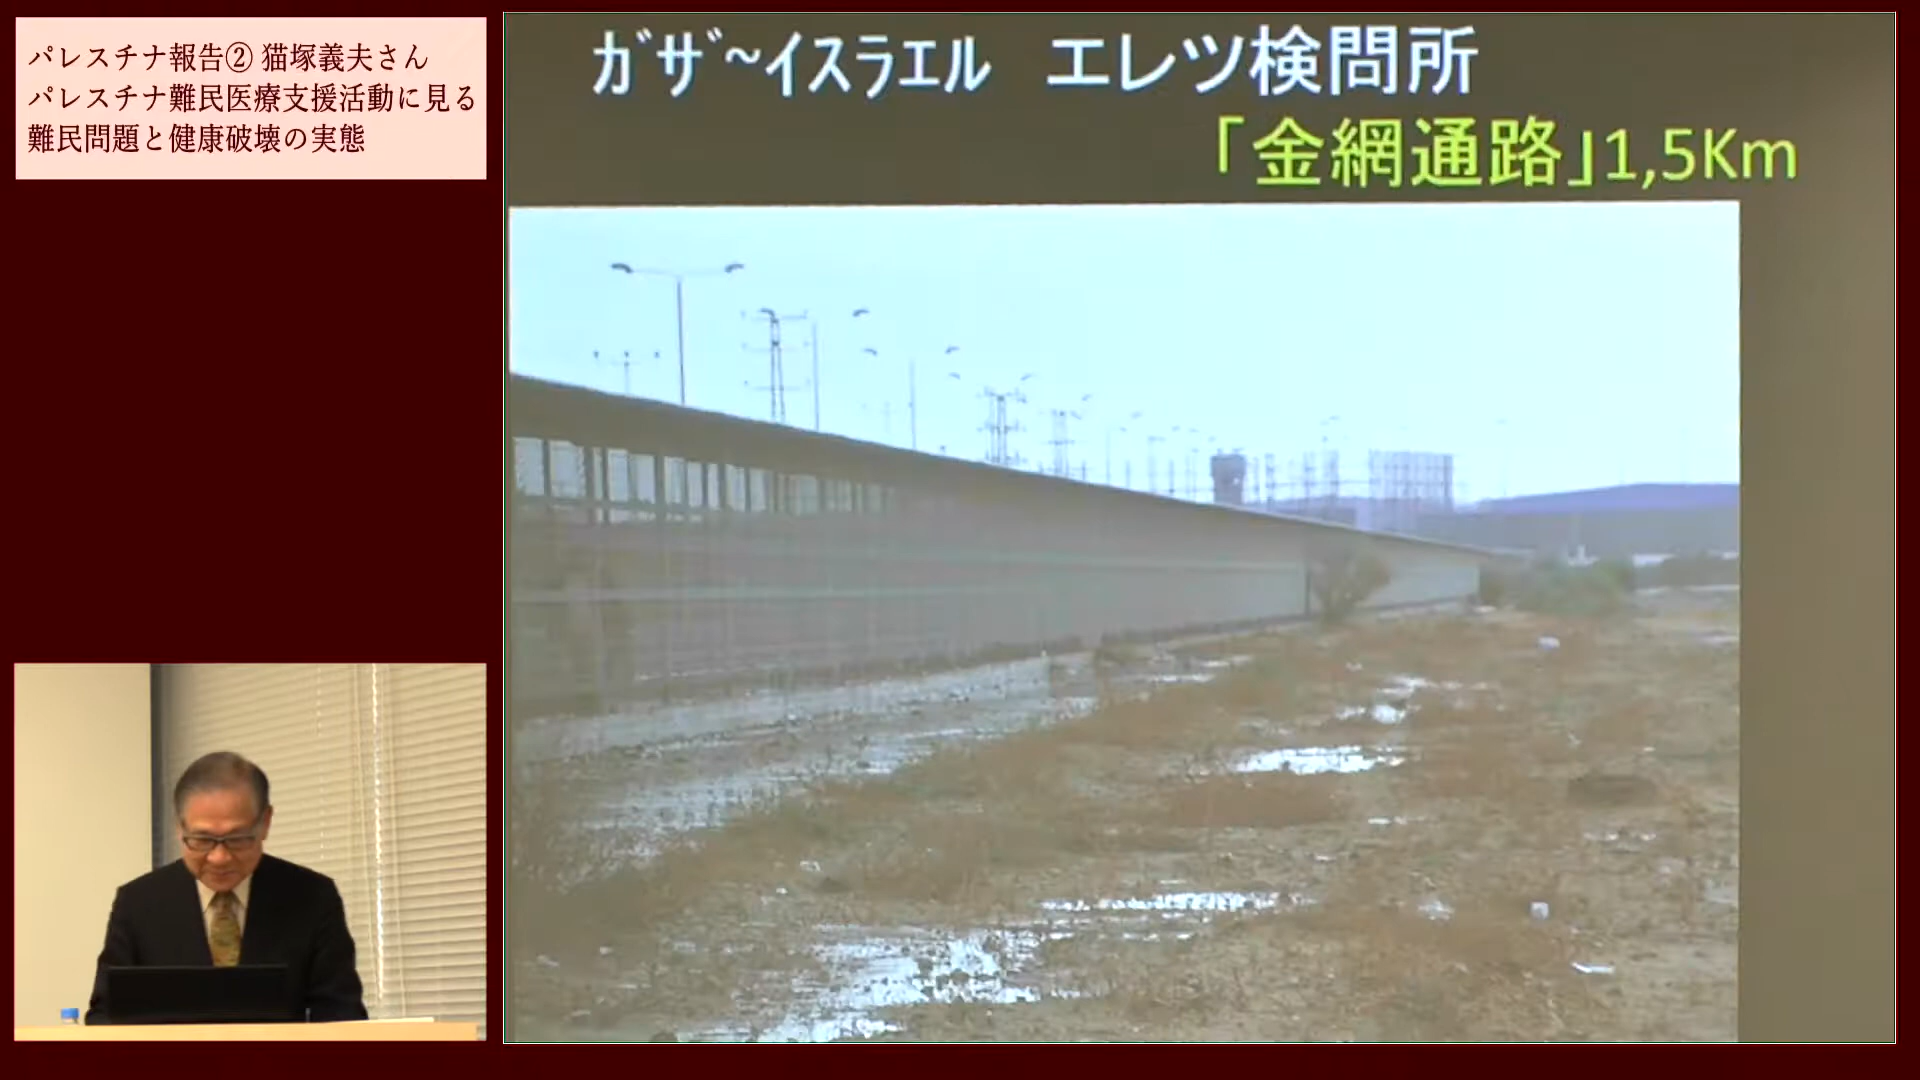 パレスチナ報告② 猫塚義夫さん
パレスチナ難民医療支援活動に見る
難民問題と健康破壊の実態
ｶﾞｻﾞ~ｲｽﾗｴﾙ エレツ検問所
「金網通路」1,5Km